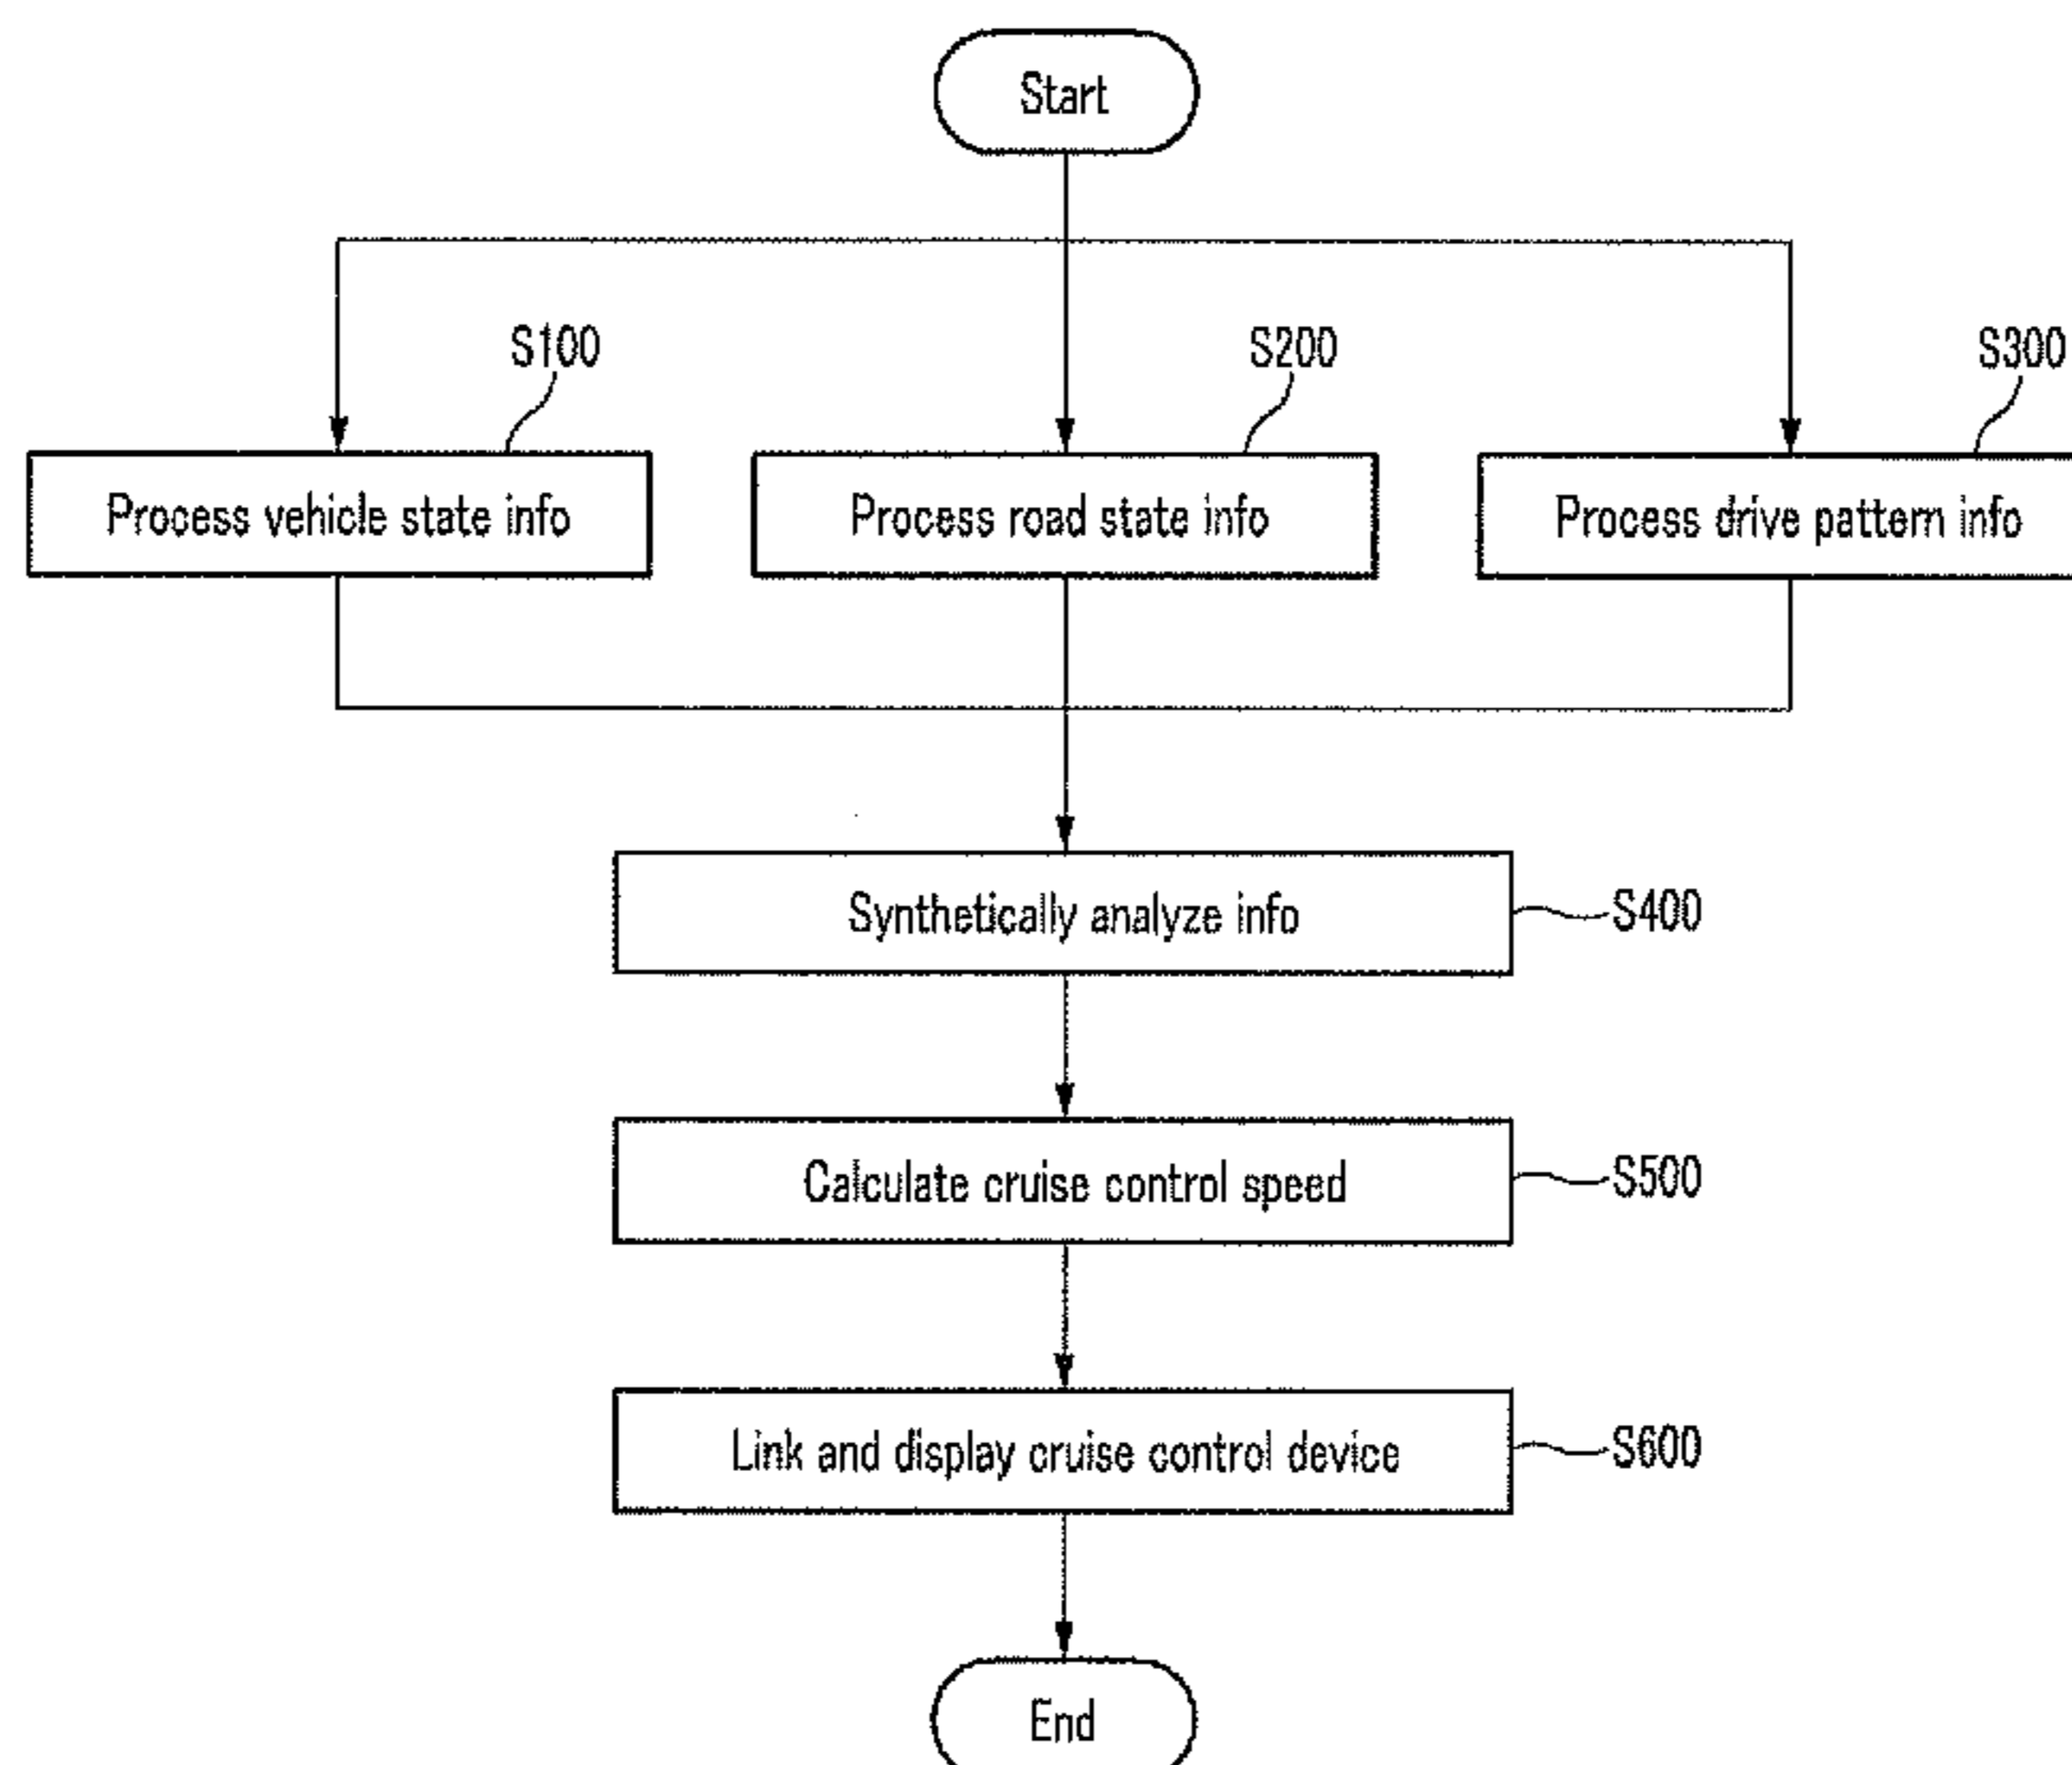 Start
S100
S200
S300
Process vehicle state info
Process road state info
Process drive pattern info
Synthetically analyze info
S400
Calculate cruise control speed
S500
Link and display cruise control device
S600
End